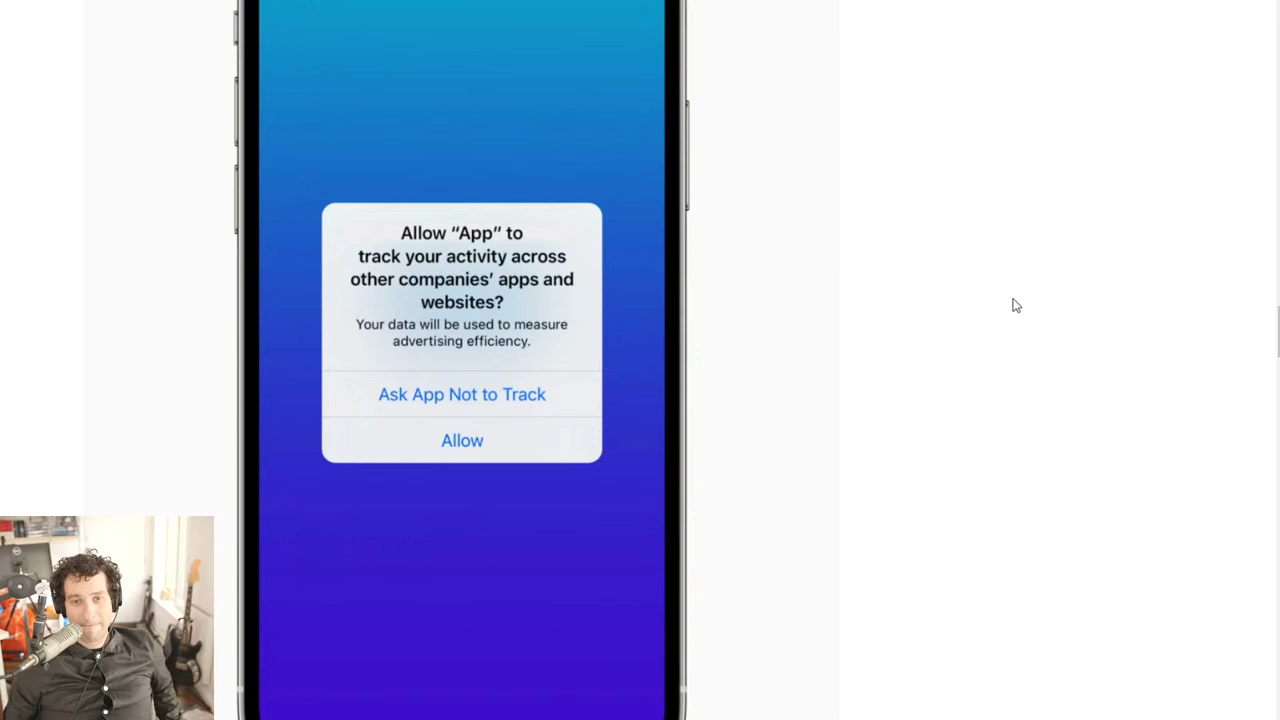 Allow “App” to
track your activity across
other companies’ apps and
websites?
Your data will be used to measure
advertising efficiency.
Ask App Not to Track
Allow